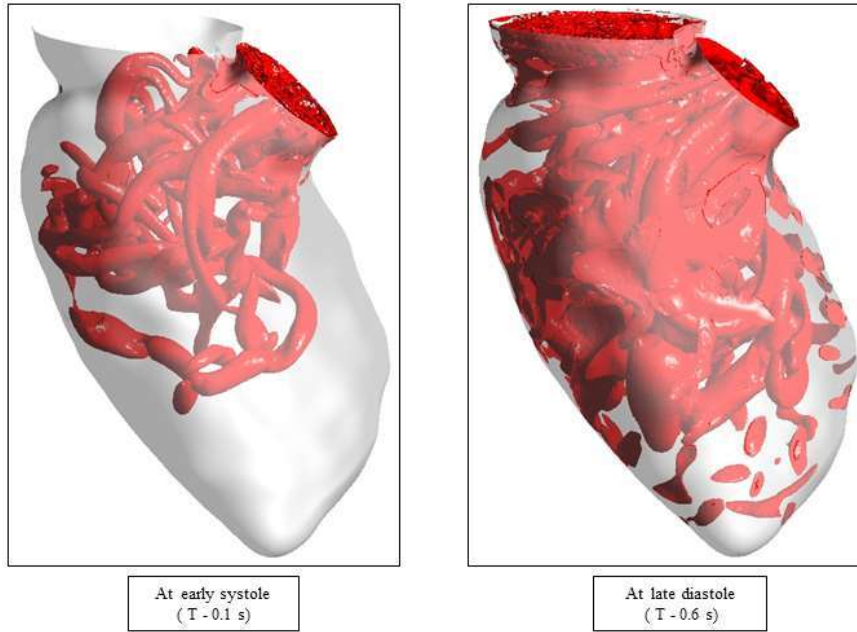 At early systole
( T - 0.1 s)
At late diastole
( T - 0.6 s)